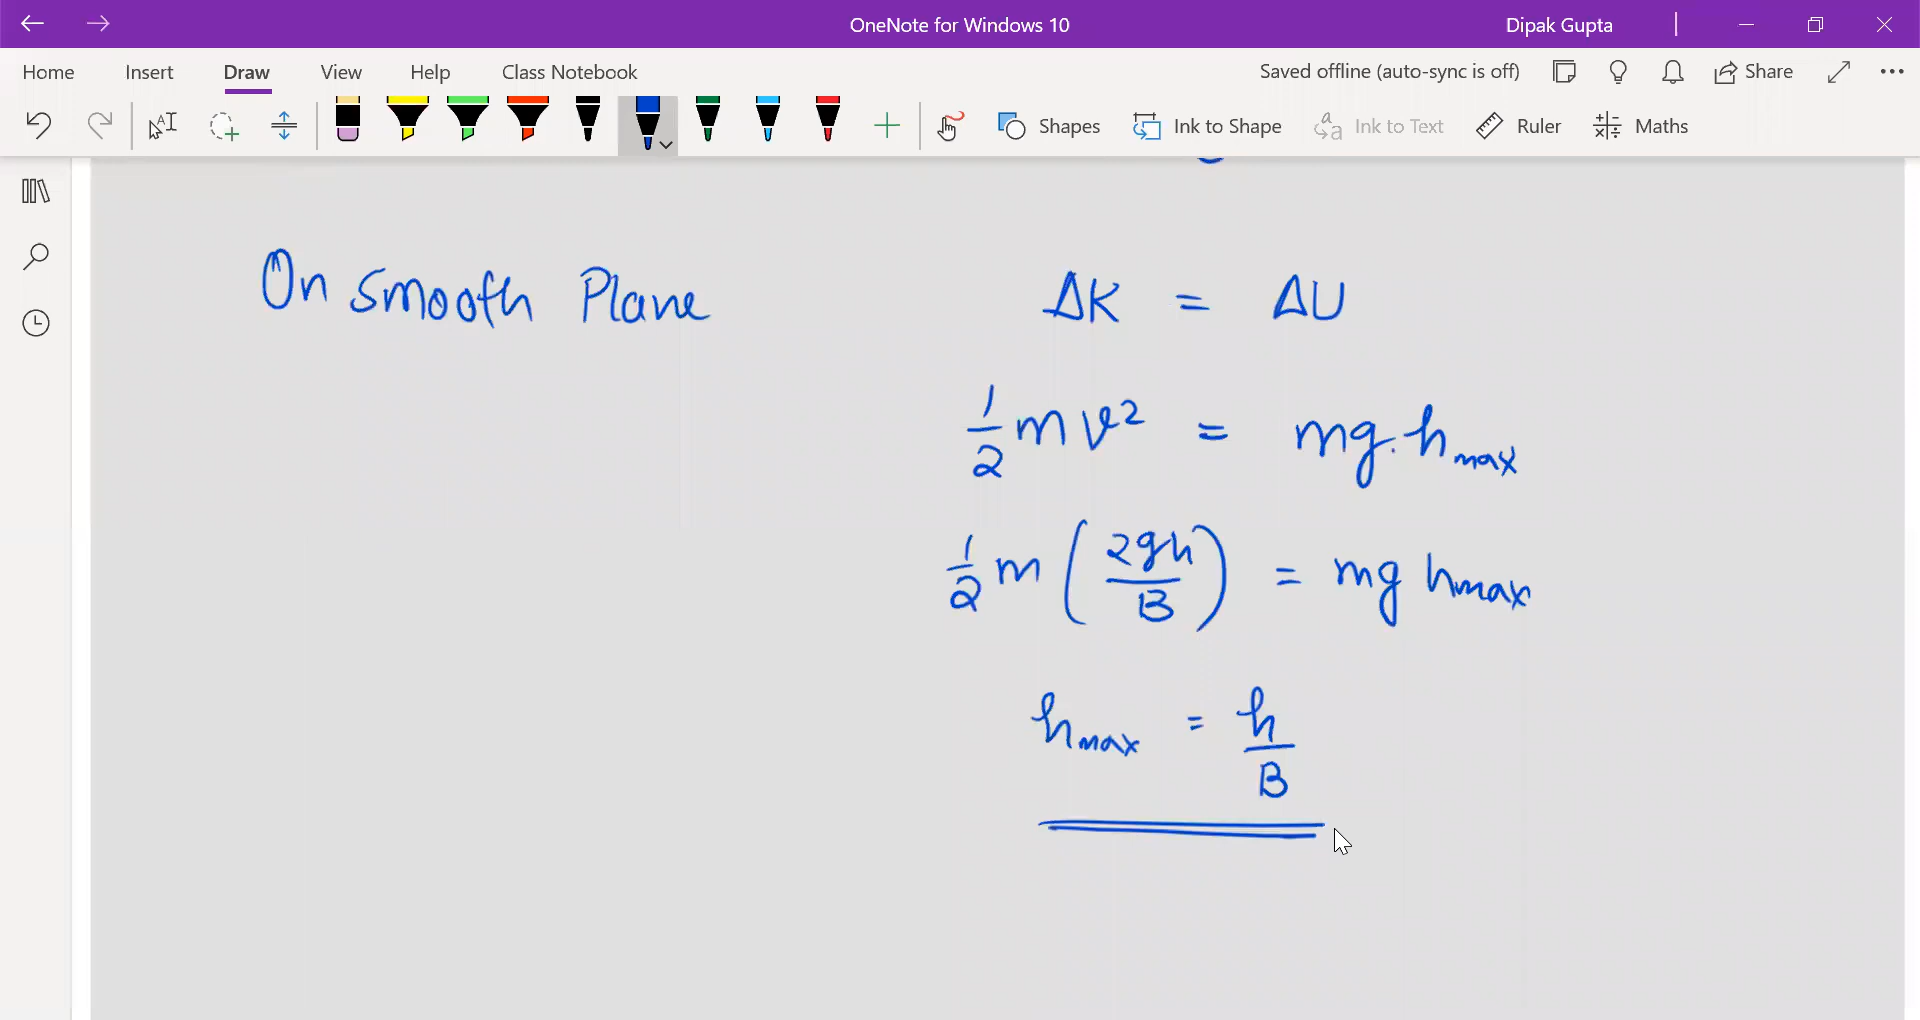 OneNote for Windows 10
Dipak Gupta
Home Insert Draw View Help Class Notebook
Saved offline (auto-sync is off) Share
Shapes Ink to Shape Ink to Text Ruler Maths
On Smooth Plane
ΔK = ΔU
1/2 m v² = mg. h_max
1/2 m (2gh/B) = mg h_max
h_max = h/B